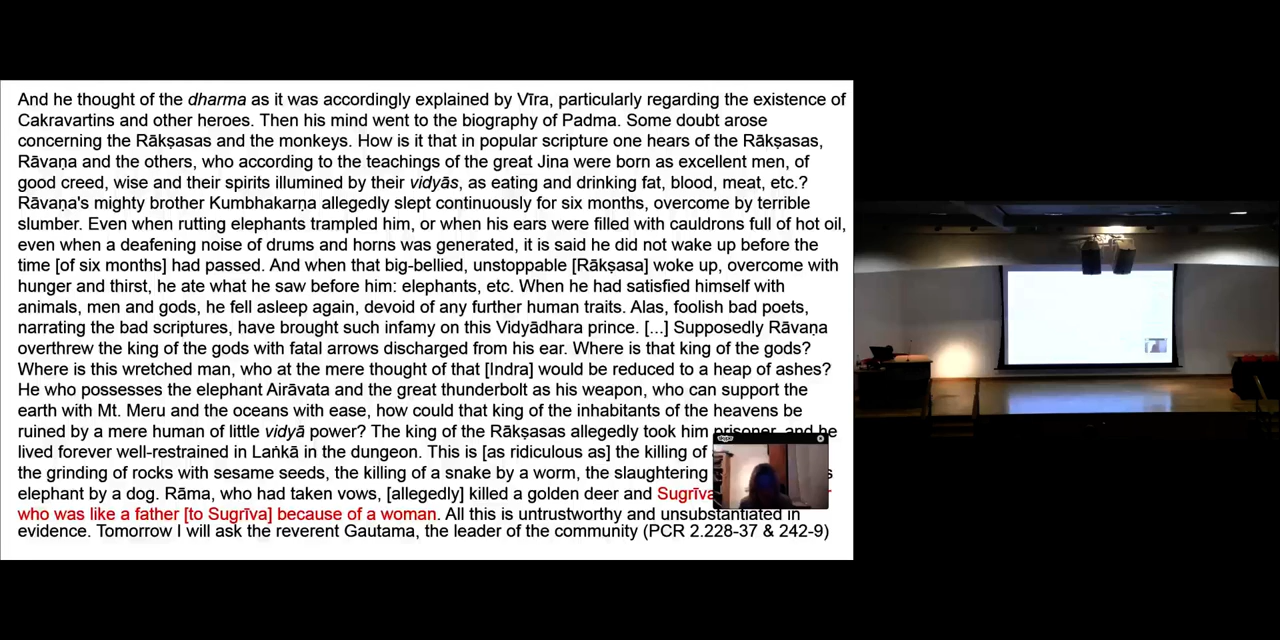 And he thought of the dharma as it was accordingly explained by Vīra, particularly regarding the existence of
Cakravartins and other heroes. Then his mind went to the biography of Padma. Some doubt arose
concerning the Rākṣasas and the monkeys. How is it that in popular scripture one hears of the Rākṣasas,
Rāvaṇa and the others, who according to the teachings of the great Jina were born as excellent men, of
good creed, wise and their spirits illumined by their vidyās, as eating and drinking fat, blood, meat, etc.?
Rāvaṇa's mighty brother Kumbhakarṇa allegedly slept continuously for six months, overcome by terrible
slumber. Even when rutting elephants trampled him, or when his ears were filled with cauldrons full of hot oil,
even when a deafening noise of drums and horns was generated, it is said he did not wake up before the
time [of six months] had passed. And when that big-bellied, unstoppable [Rākṣasa] woke up, overcome with
hunger and thirst, he ate what he saw before him: elephants, etc. When he had satisfied himself with
animals, men and gods, he fell asleep again, devoid of any further human traits. Alas, foolish bad poets,
narrating the bad scriptures, have brought such infamy on this Vidyādhara prince. [...] Supposedly Rāvaṇa
overthrew the king of the gods with fatal arrows discharged from his ear. Where is that king of the gods?
Where is this wretched man, who at the mere thought of that [Indra] would be reduced to a heap of ashes?
He who possesses the elephant Airāvata and the great thunderbolt as his weapon, who can support the
earth with Mt. Meru and the oceans with ease, how could that king of the inhabitants of the heavens be
ruined by a mere human of little vidyā power? The king of the Rākṣasas allegedly took him prisoner, and he
lived forever well-restrained in Laṅkā in the dungeon. This is [as ridiculous as] the killing of
the grinding of rocks with sesame seeds, the killing of a snake by a worm, the slaughtering
elephant by a dog. Rāma, who had taken vows, [allegedly] killed a golden deer and
who was like a father [to Sugrīva] because of a woman. All this is untrustworthy and unsubstantiated in
evidence. Tomorrow I will ask the reverent Gautama, the leader of the community (PCR 2.228-37 & 242-9)